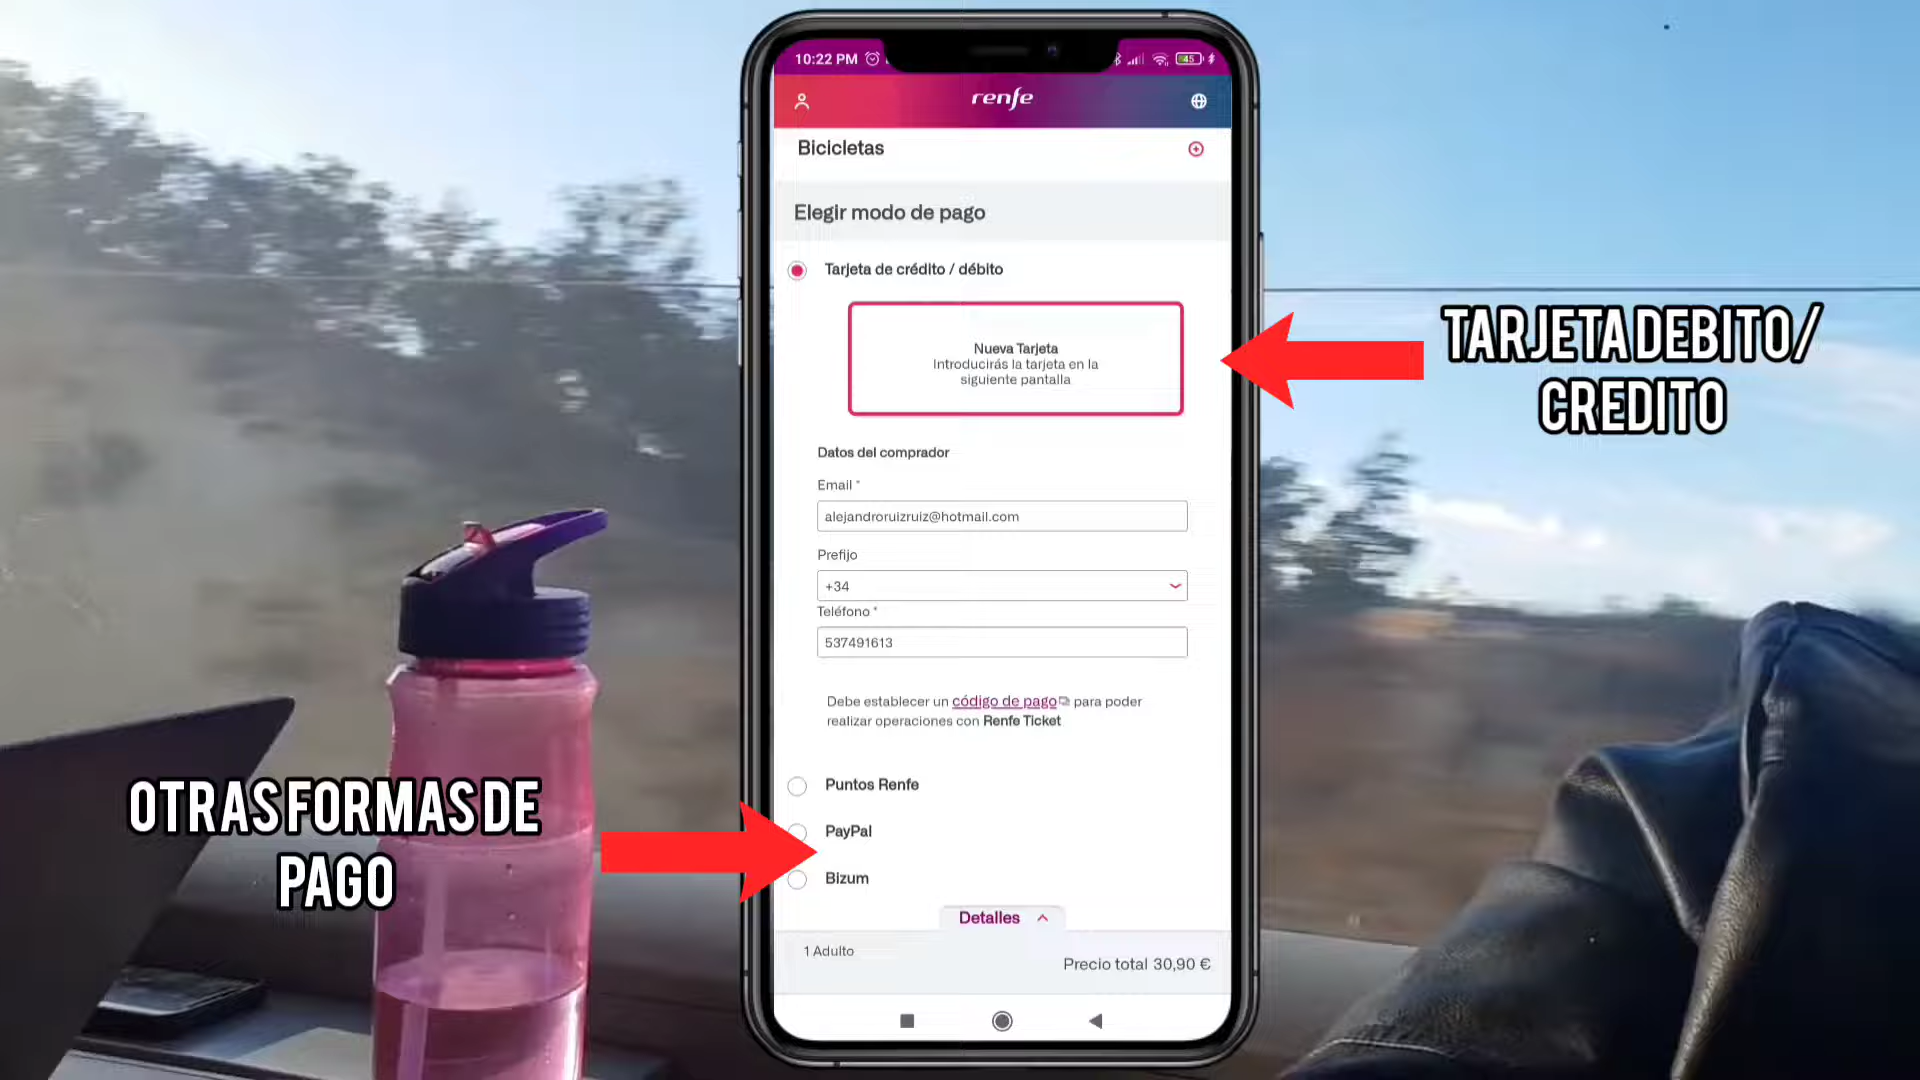 10:22 PM
45
renfe
Bicicletas
Elegir modo de pago
Tarjeta de crédito / débito
Nueva Tarjeta
Introducirás la tarjeta en la
siguiente pantalla
TARJETA DEBITO/
CREDITO
Datos del comprador
Email *
alejandroruizruiz@hotmail.com
Prefijo
+34
Teléfono *
537491613
Debe establecer un código de pago para poder
realizar operaciones con Renfe Ticket
Puntos Renfe
OTRAS FORMAS DE
PAGO
PayPal
Bizum
Detalles
1 Adulto
Precio total 30,90 €